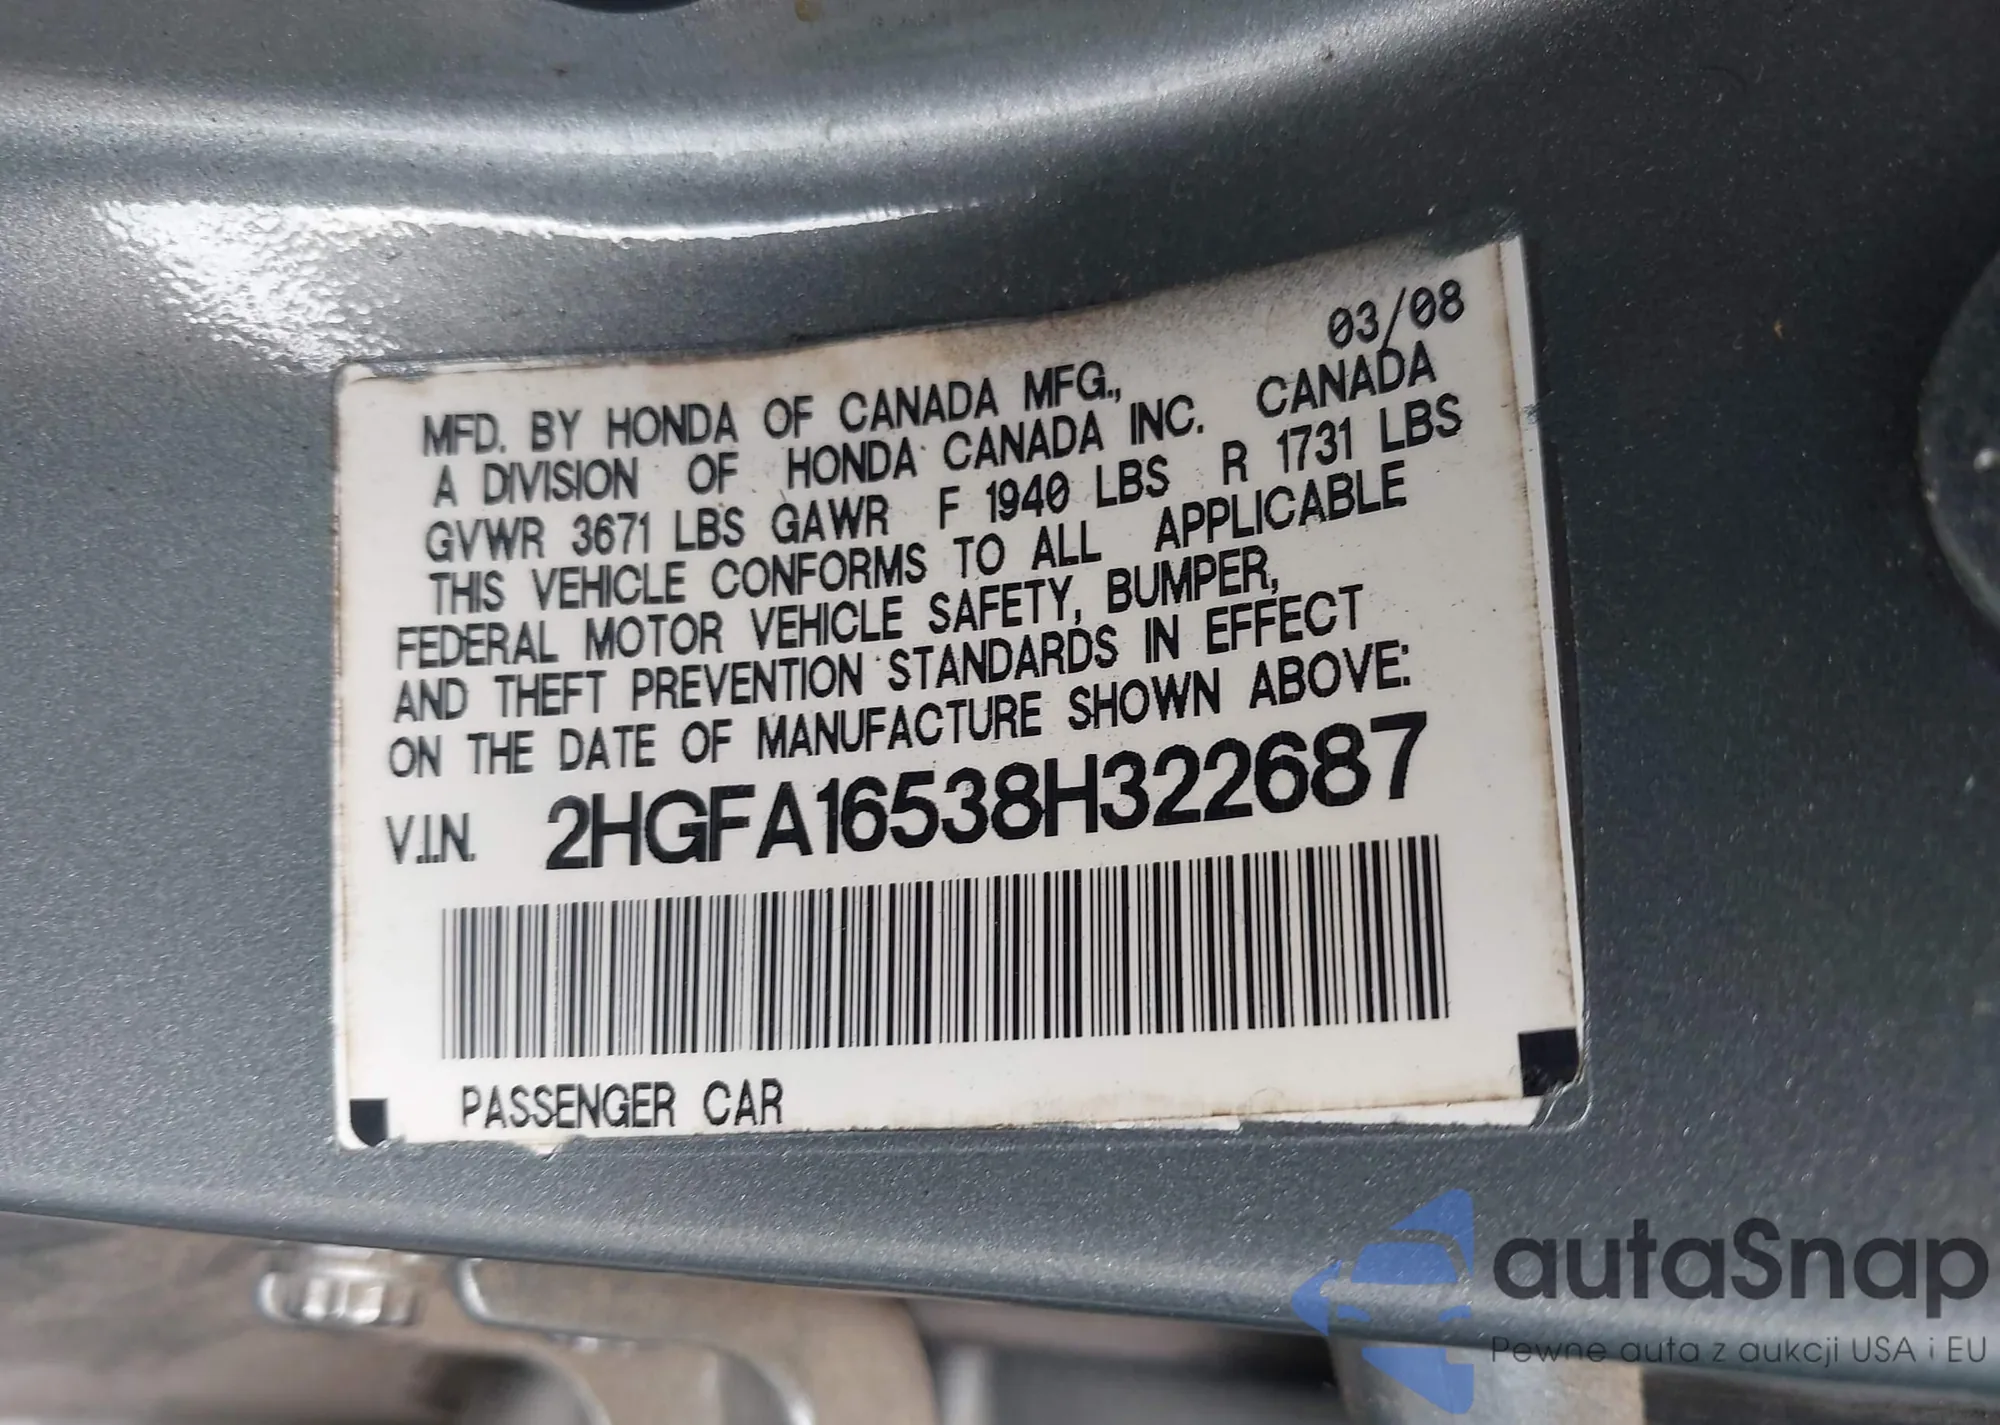 03/08
MFD. BY HONDA OF CANADA MFG.,
A DIVISION OF HONDA CANADA INC. CANADA
GVWR 3671 LBS GAWR F 1940 LBS R 1731 LBS
THIS VEHICLE CONFORMS TO ALL APPLICABLE
FEDERAL MOTOR VEHICLE SAFETY, BUMPER,
AND THEFT PREVENTION STANDARDS IN EFFECT
ON THE DATE OF MANUFACTURE SHOWN ABOVE:
V.I.N. 2HGFA16538H322687
PASSENGER CAR
autaSnap
Pewne auta z aukcji USA i EU